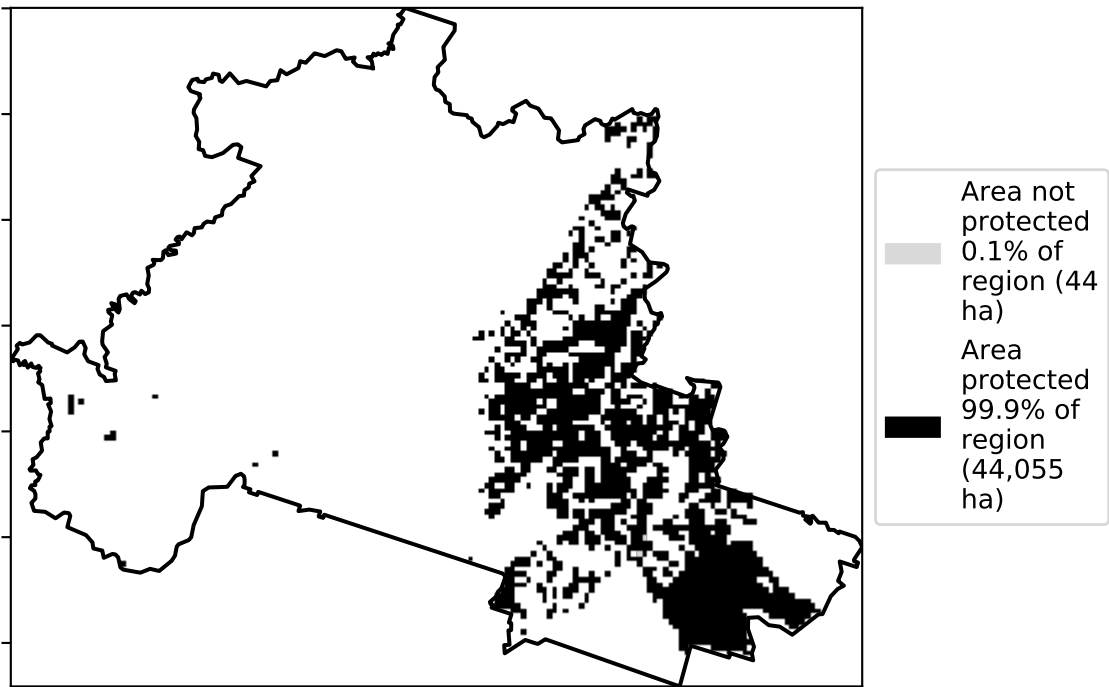 Area not
protected
0.1% of
region (44
ha)
Area
protected
99.9% of
region
(44,055
ha)